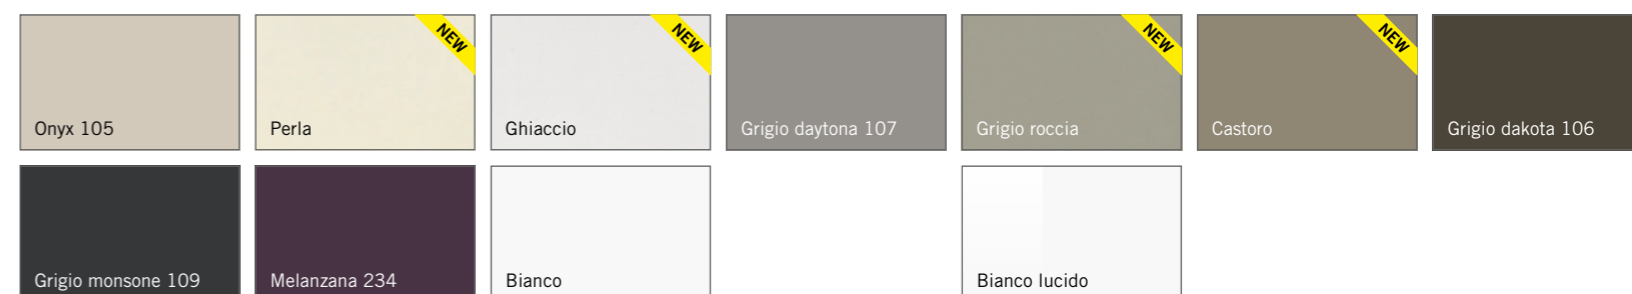 NEW
NEW
NEW
NEW
Onyx 105
Perla
Ghiaccio
Grigio daytona 107
Grigio roccia
Castoro
Grigio dakota 106
Grigio monsone 109
Melanzana 234
Bianco
Bianco lucido